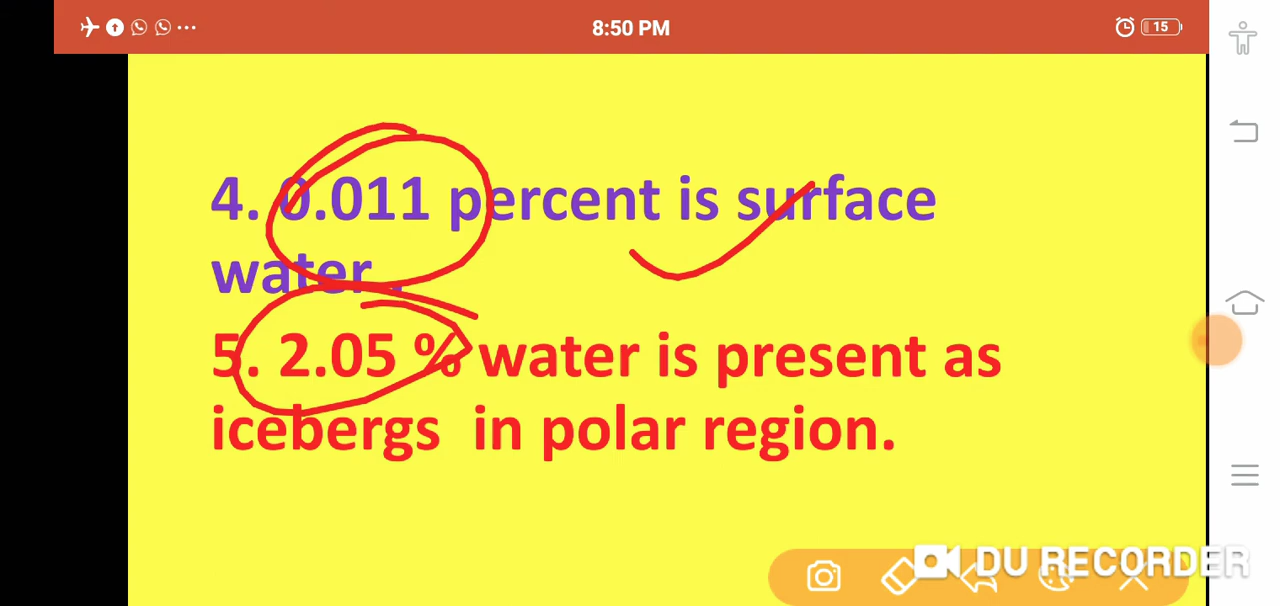 8:50 PM
15
4. 0.011 percent is surface
water .
5. 2.05 % water is present as
icebergs in polar region.
DU RECORDER